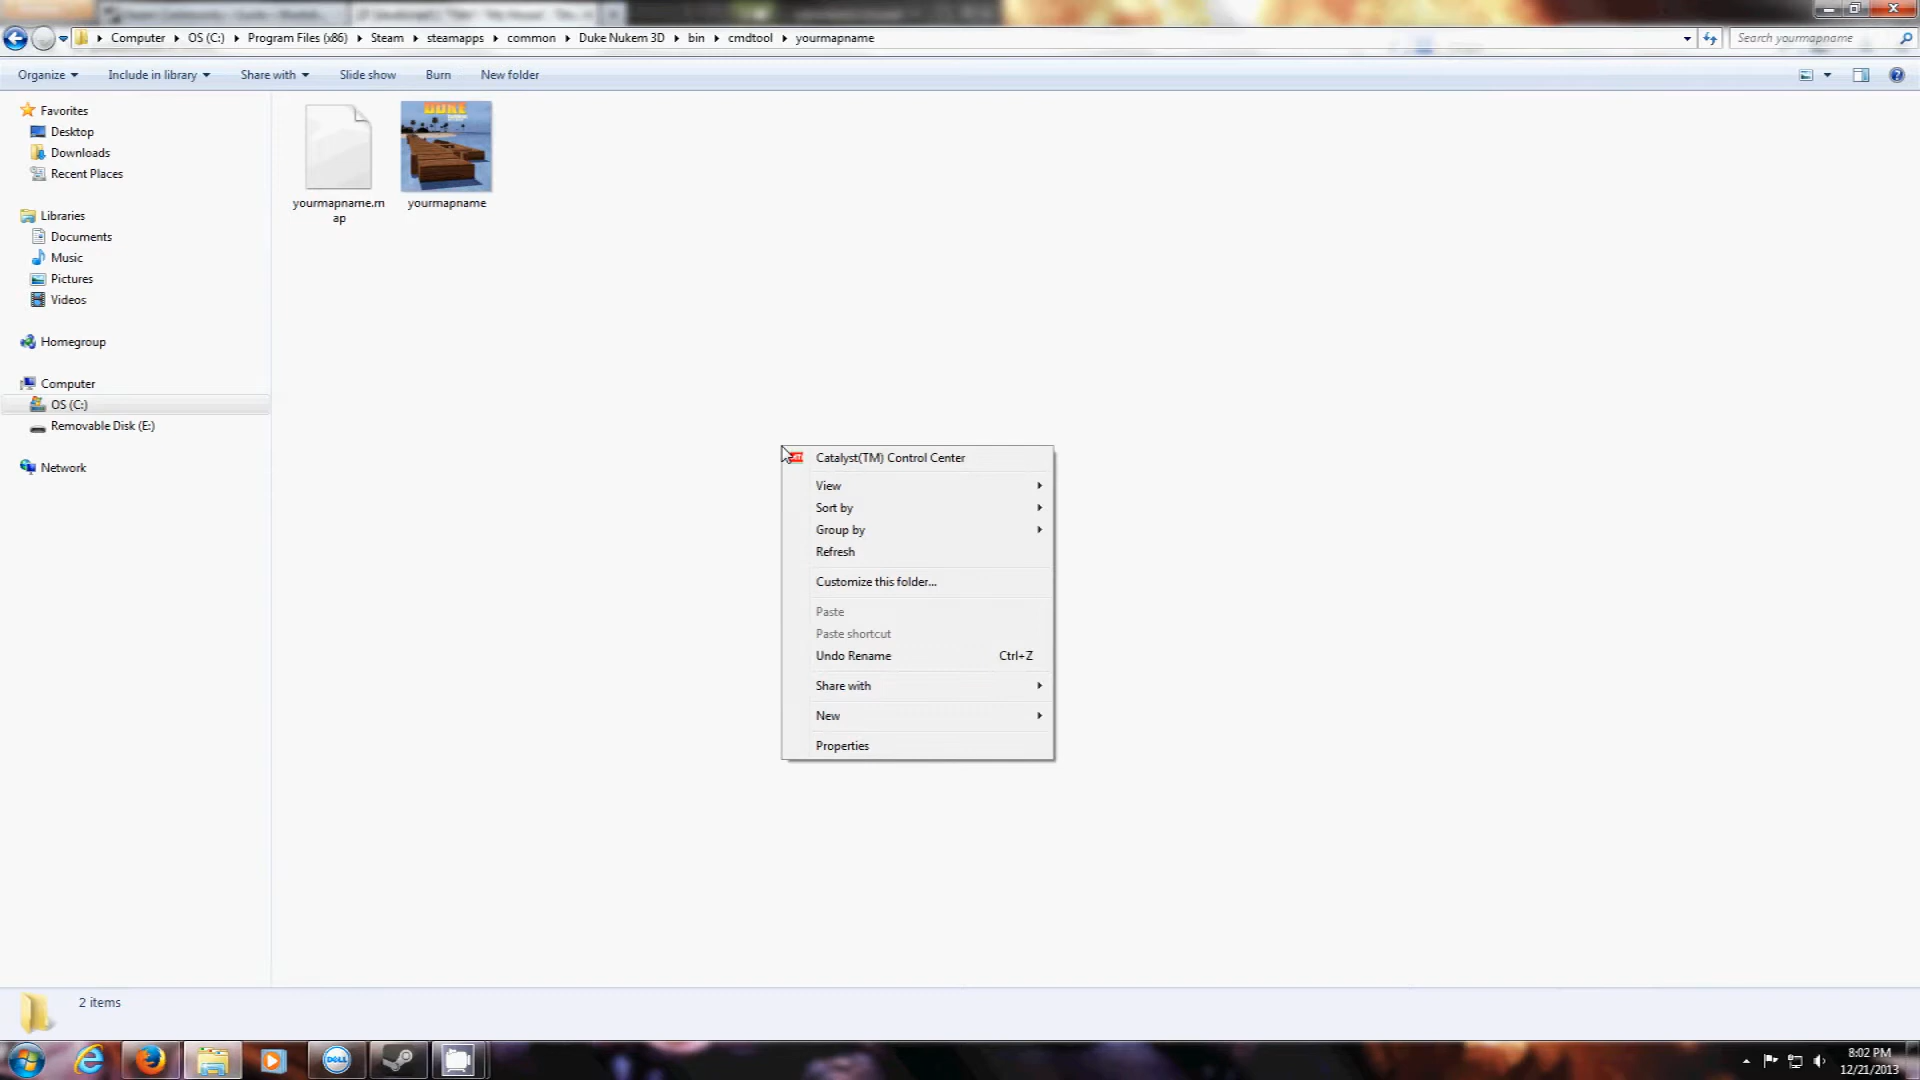 Computer OS (C:) Program Files (x86) Steam steamapps common Duke Nukem 3D bin cmdtool yourmapname
Search yourmapname
Organize Include in library Share with Slide show Burn New folder
Favorites
Desktop
Downloads
Recent Places
Libraries
Documents
Music
Pictures
Videos
Homegroup
Computer
OS (C:)
Removable Disk (E:)
Network
yourmapname.m
ap
DUKE
yourmapname
Catalyst(TM) Control Center
View
Sort by
Group by
Refresh
Customize this folder...
Paste
Paste shortcut
Undo Rename Ctrl+Z
Share with
New
Properties
2 items
DELL
8:02 PM
12/21/2013